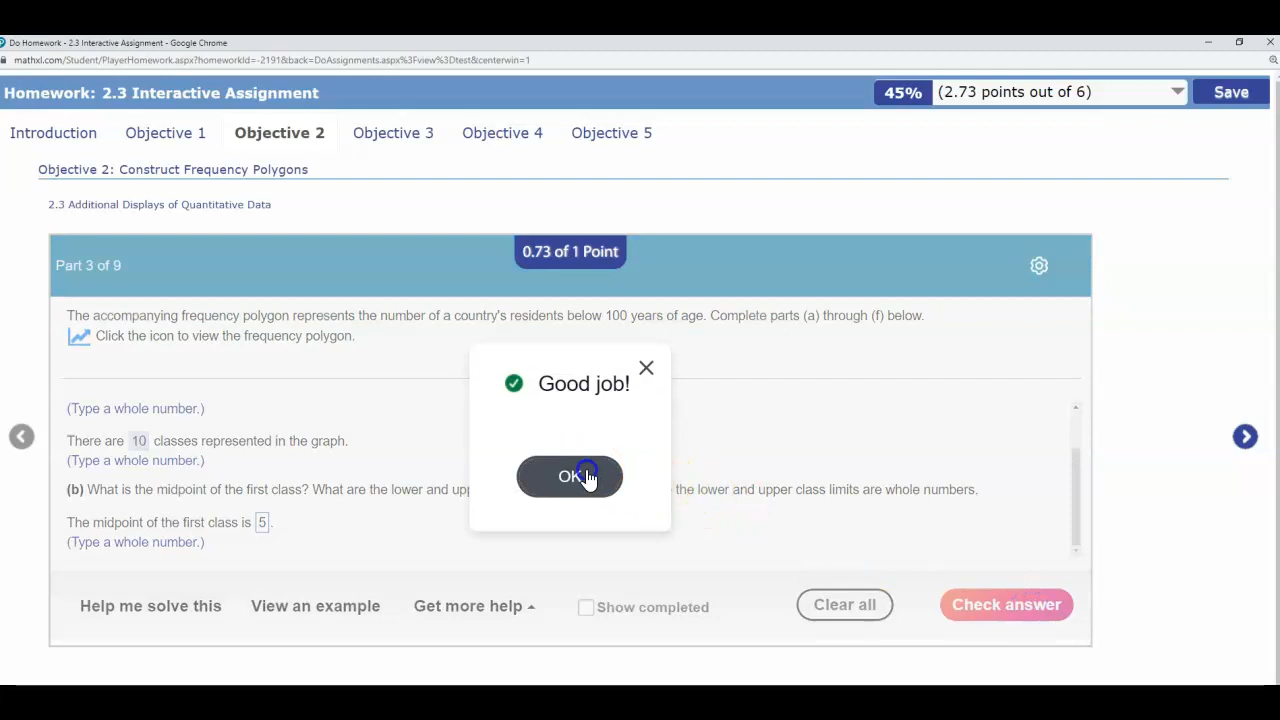 Do Homework - 2.3 Interactive Assignment - Google Chrome
mathxl.com/Student/PlayerHomework.aspx?homeworkId=-2191&back=DoAssignments.aspx%3Fview%3Dtest&centerwin=1
Homework: 2.3 Interactive Assignment
45%
(2.73 points out of 6)
Save
Introduction
Objective 1
Objective 2
Objective 3
Objective 4
Objective 5
Objective 2: Construct Frequency Polygons
2.3 Additional Displays of Quantitative Data
Part 3 of 9
0.73 of 1 Point
The accompanying frequency polygon represents the number of a country's residents below 100 years of age. Complete parts (a) through (f) below.
Click the icon to view the frequency polygon.
Good job!
OK
(Type a whole number.)
There are 10 classes represented in the graph.
(Type a whole number.)
(b) What is the midpoint of the first class? What are the lower and upp the lower and upper class limits are whole numbers.
The midpoint of the first class is 5.
(Type a whole number.)
Help me solve this
View an example
Get more help
Show completed
Clear all
Check answer